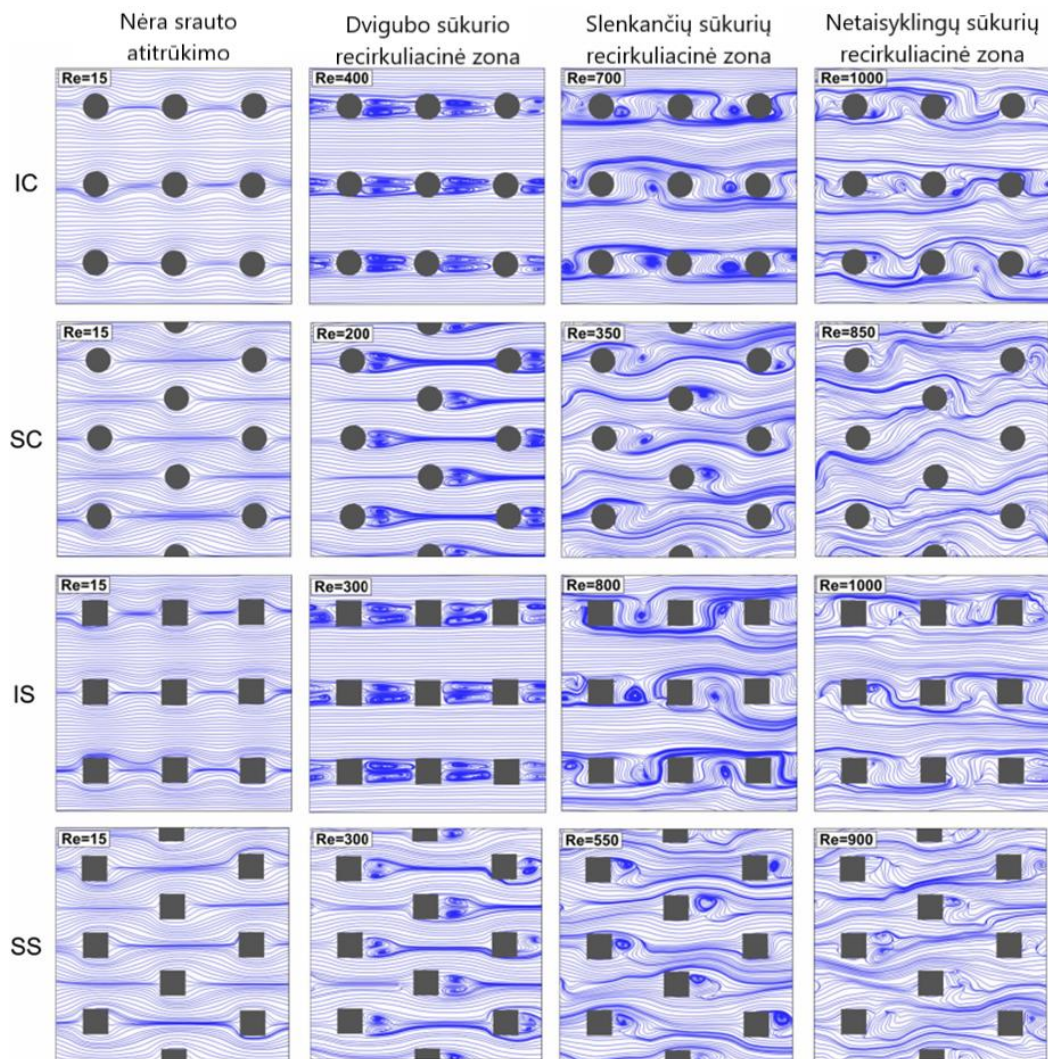 Nėra srauto
atitrūkimo
Dvigubo sūkurio
recirkuliacinė zona
Slenkančių sūkurių
recirkuliacinė zona
Netaisyklingų sūkurių
recirkuliacinė zona
IC
Re=15
Re=400
Re=700
Re=1000
SC
Re=15
Re=200
Re=350
Re=850
IS
Re=15
Re=300
Re=800
Re=1000
SS
Re=15
Re=300
Re=550
Re=900